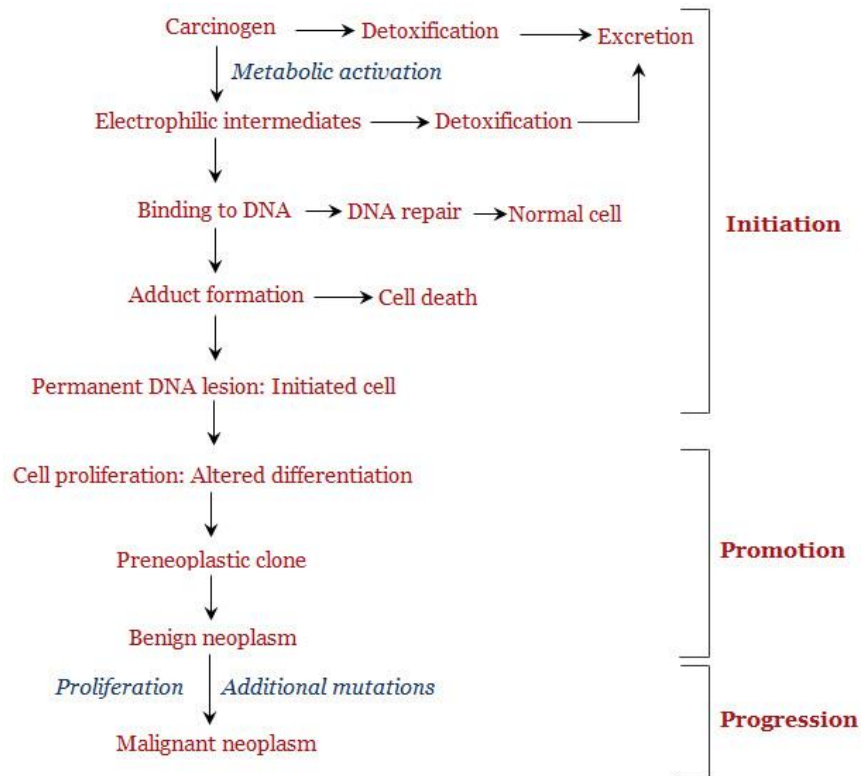 Carcinogen Detoxification Excretion
Metabolic activation
Electrophilic intermediates Detoxification
Binding to DNA DNA repair Normal cell
Initiation
Adduct formation Cell death
Permanent DNA lesion: Initiated cell
Cell proliferation: Altered differentiation
Promotion
Preneoplastic clone
Benign neoplasm
Proliferation Additional mutations
Progression
Malignant neoplasm